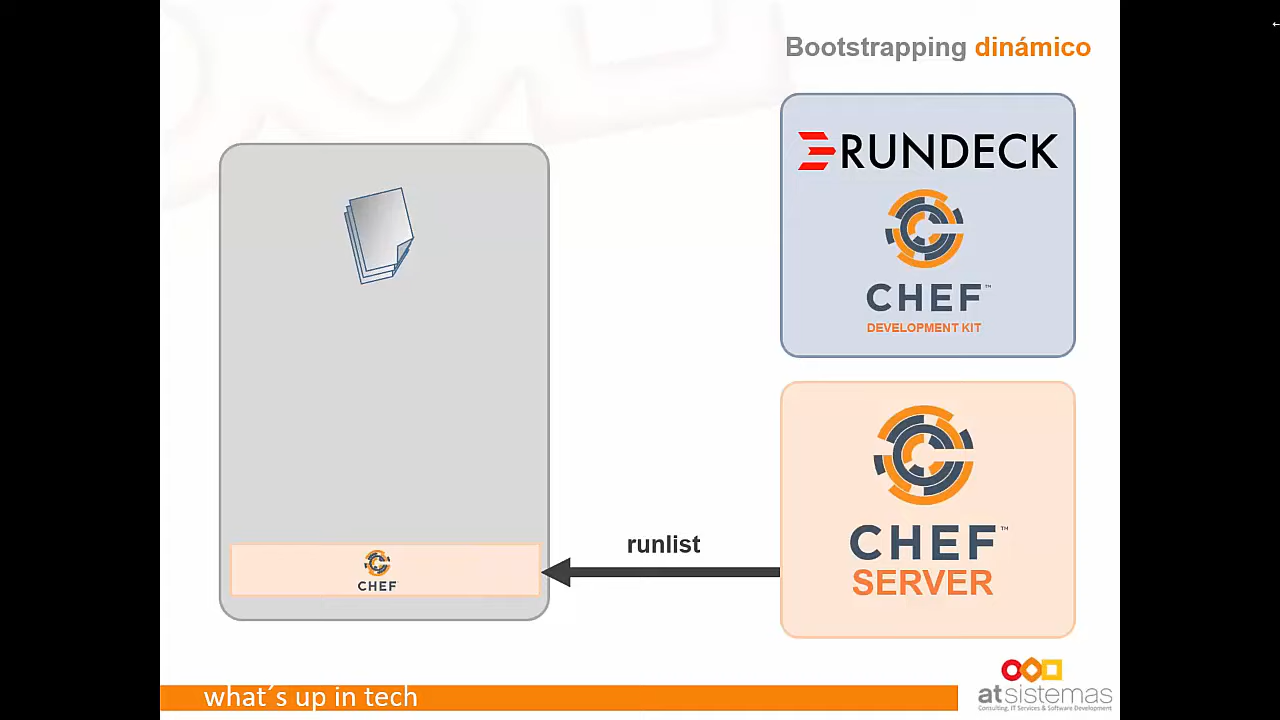 Bootstrapping dinámico
RUNDECK
CHEF™
DEVELOPMENT KIT
runlist
CHEF
CHEF™
SERVER
what´s up in tech
atsistemas
Consulting, IT Services & Software Development